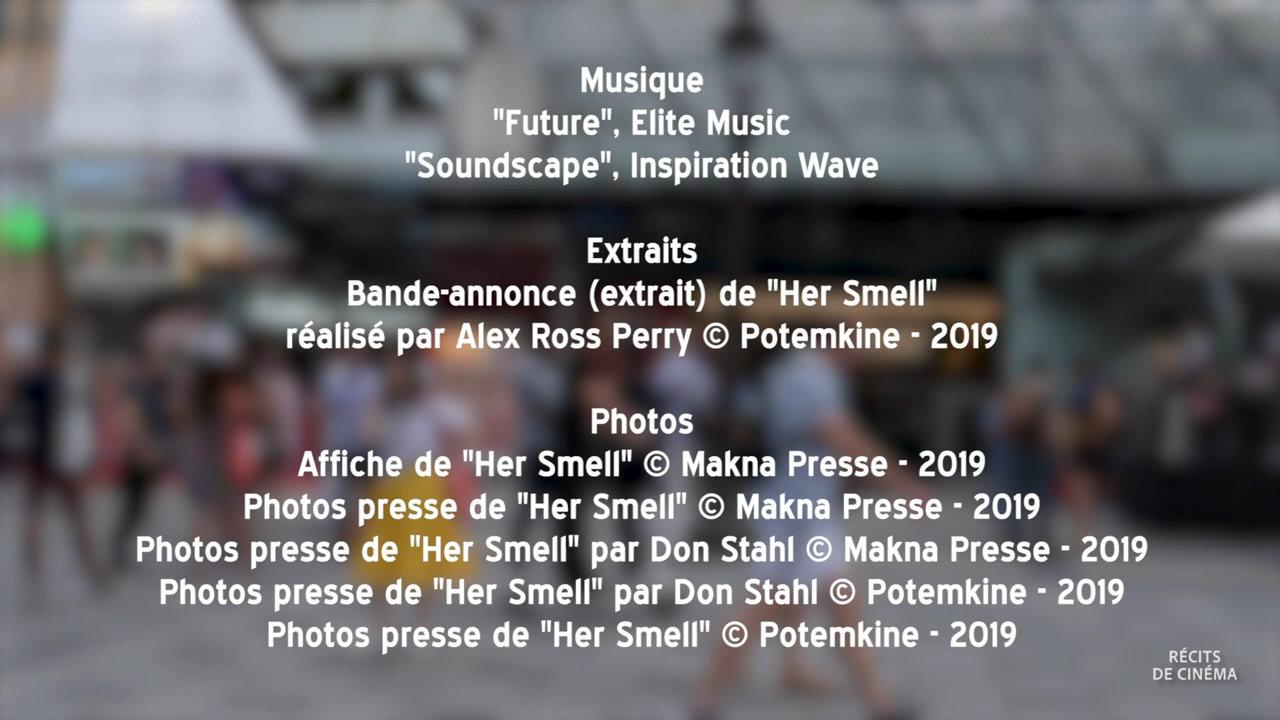 Musique
"Future", Elite Music
"Soundscape", Inspiration Wave
Extraits
Bande-annonce (extrait) de "Her Smell"
réalisé par Alex Ross Perry © Potemkine - 2019
Photos
Affiche de "Her Smell" © Makna Presse - 2019
Photos presse de "Her Smell" © Makna Presse - 2019
Photos presse de "Her Smell" par Don Stahl © Makna Presse - 2019
Photos presse de "Her Smell" par Don Stahl © Potemkine - 2019
Photos presse de "Her Smell" © Potemkine - 2019
RÉCITS
DE CINÉMA